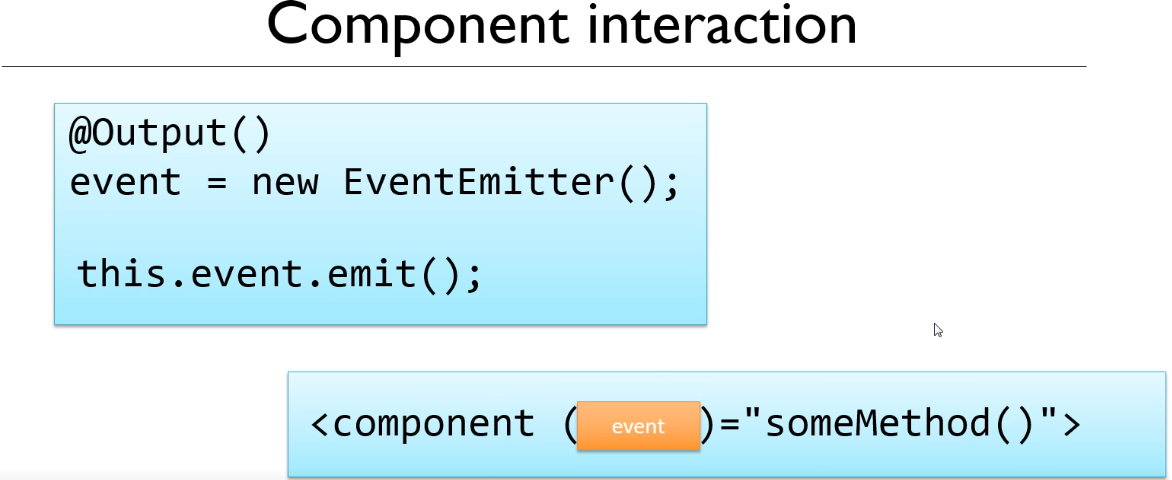 Component interaction
@Output()
event = new EventEmitter();
this.event.emit();
<component (event)="someMethod()">